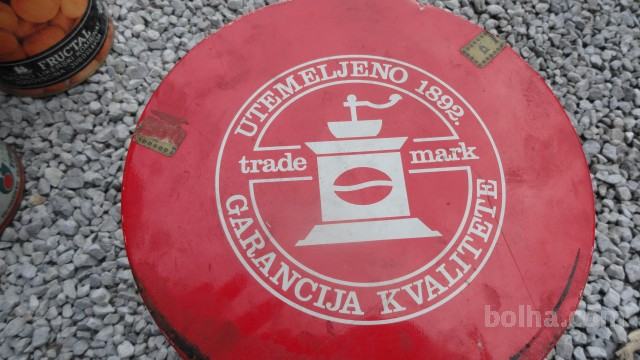 FRUCTAL
UTEMELJENO 1892.
trade mark
GARANCIJA KVALITETE
bolha.com